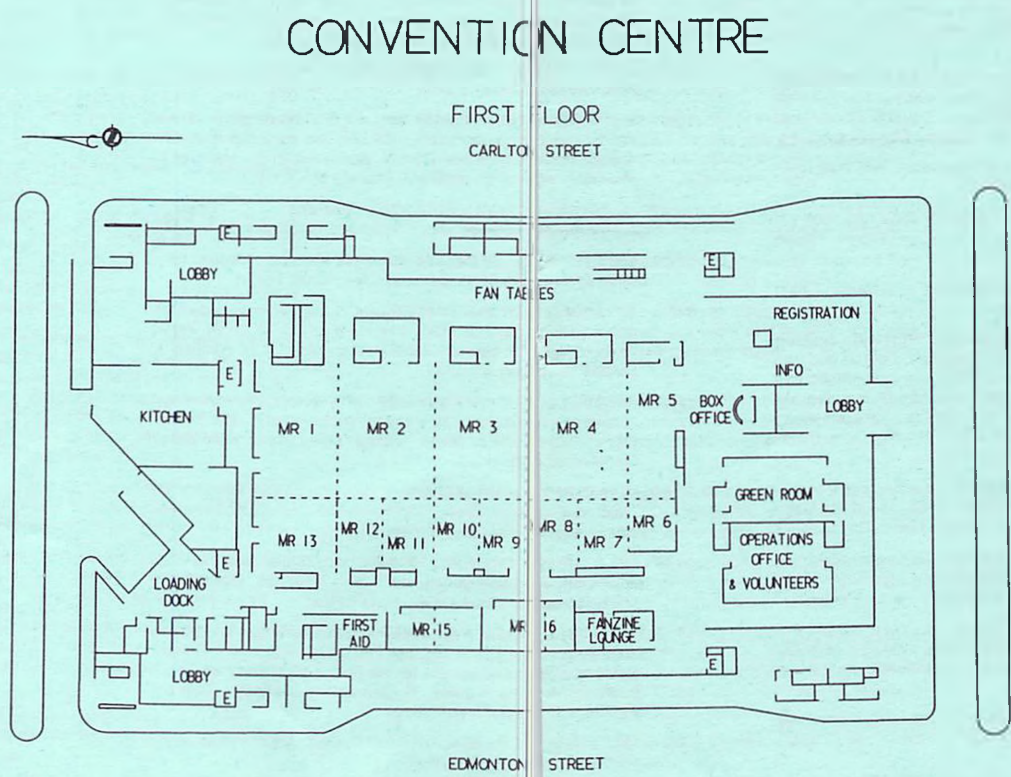 CONVENTION CENTRE
FIRST FLOOR
CARLTON STREET
E
E
LOBBY
FAN TABLES
REGISTRATION
E
INFO
KITCHEN
MR 1
MR 2
MR 3
MR 4
MR 5
BOX
OFFICE
LOBBY
GREEN ROOM
MR 13
MR 12
MR 11
MR 10
MR 9
MR 8
MR 7
MR 6
OPERATIONS
OFFICE
& VOLUNTEERS
E
LOADING
DOCK
FIRST
AID
MR 15
MR 16
FANZINE
LOUNGE
LOBBY
E
E
EDMONTON STREET